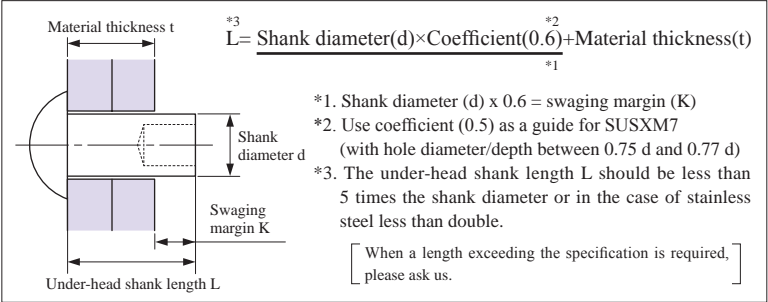 Material thickness t
*3 *2
L= Shank diameter(d)×Coefficient(0.6)+Material thickness(t)
*1
Shank
diameter d
Swaging
margin K
Under-head shank length L
*1. Shank diameter (d) x 0.6 = swaging margin (K)
*2. Use coefficient (0.5) as a guide for SUSXM7
(with hole diameter/depth between 0.75 d and 0.77 d)
*3. The under-head shank length L should be less than
5 times the shank diameter or in the case of stainless
steel less than double.
When a length exceeding the specification is required,
please ask us.